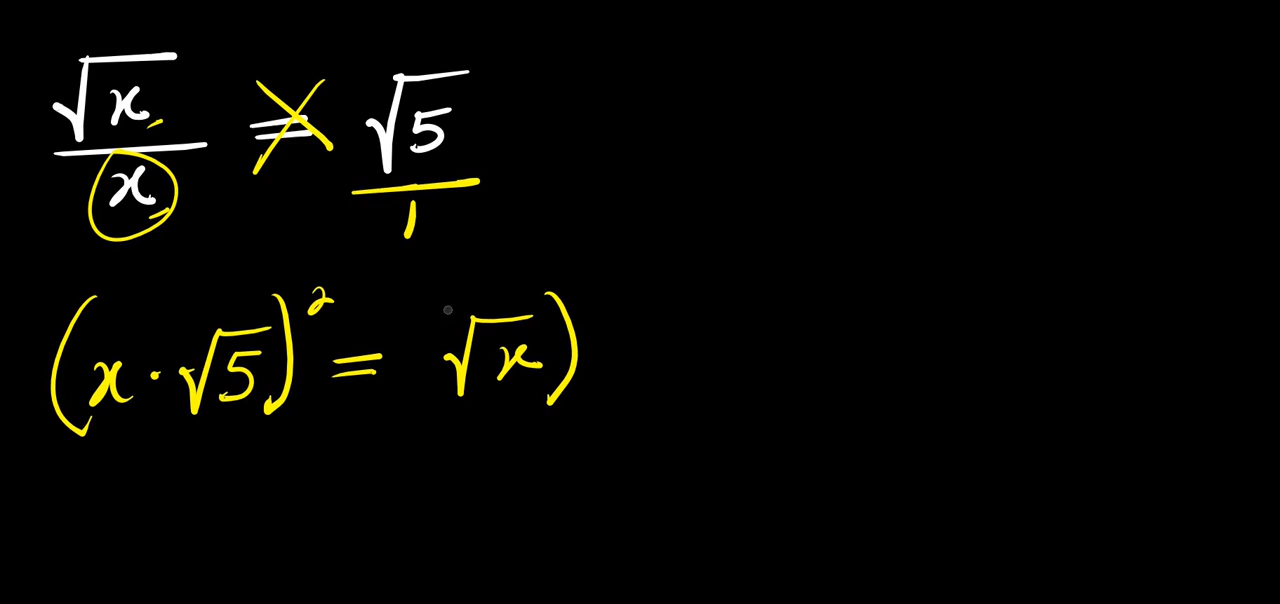 √x/x = √5/1
(x·√5)² = √x)